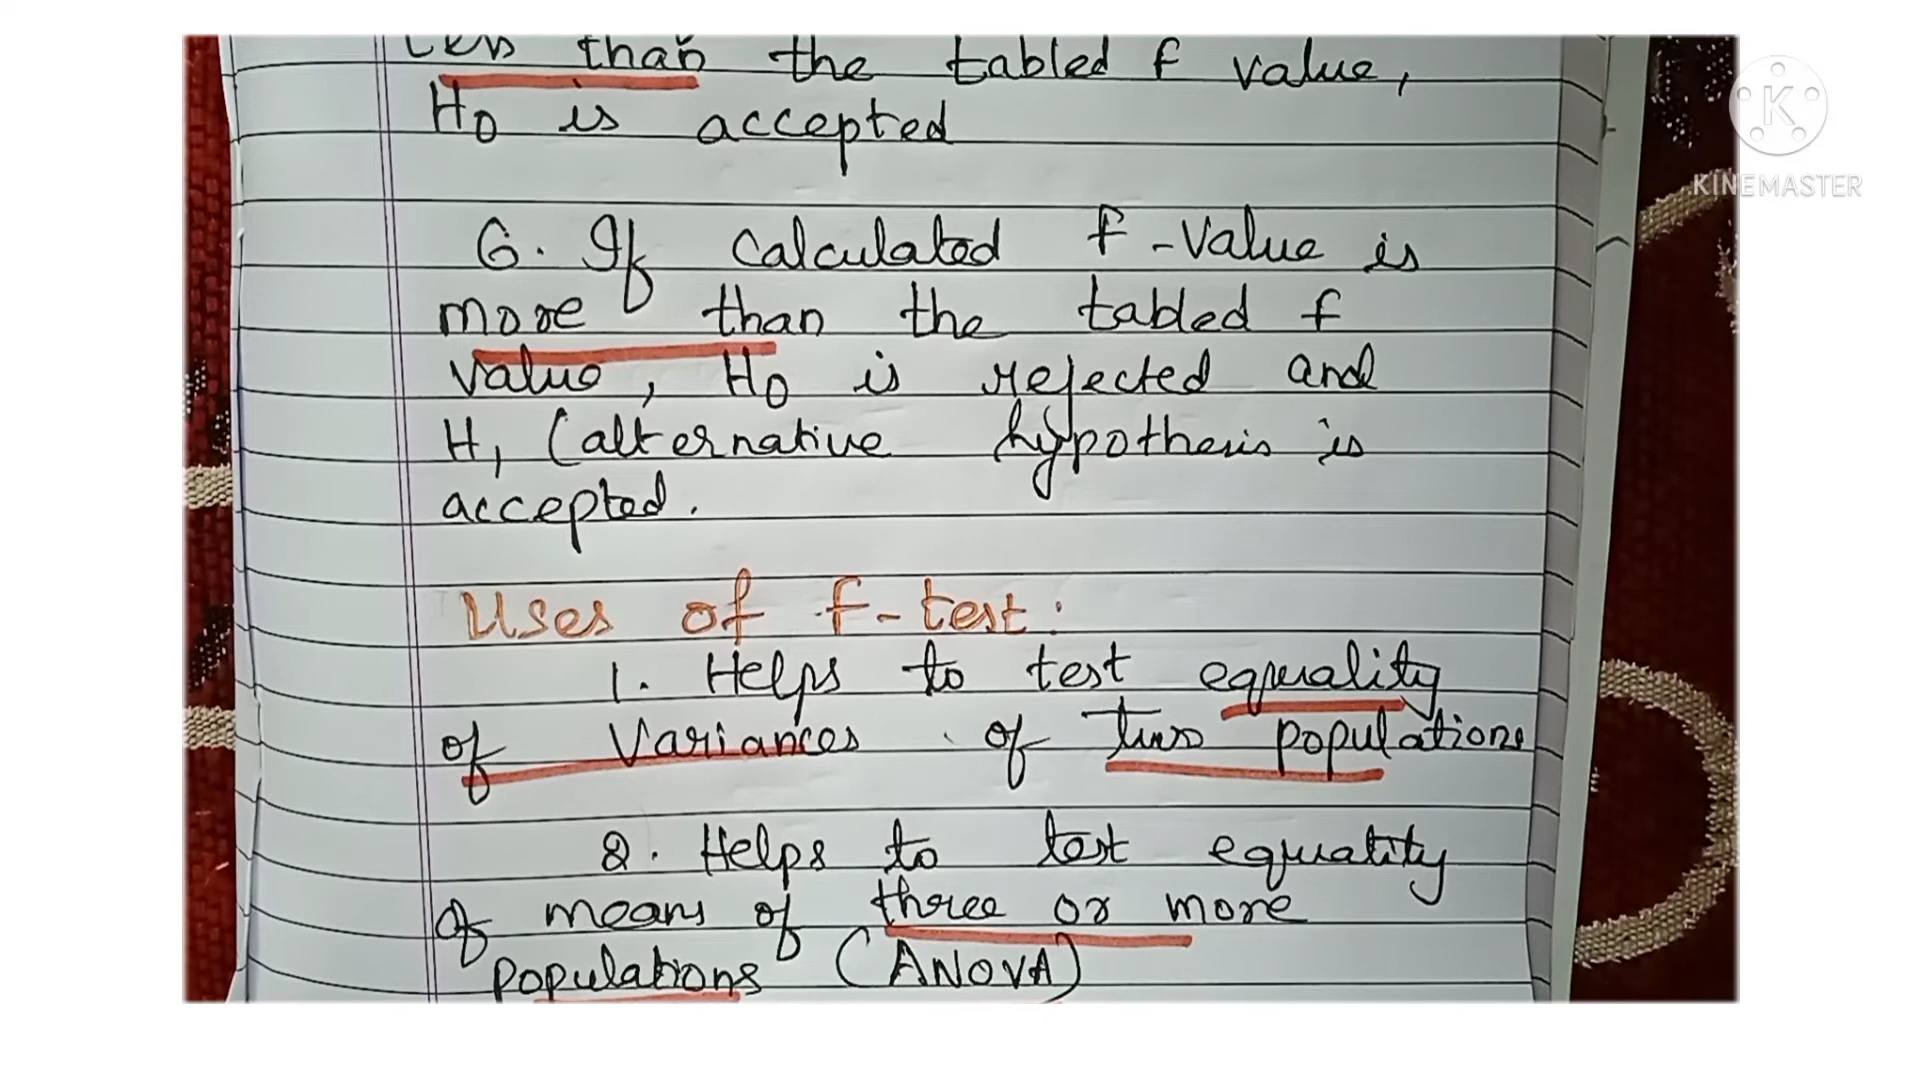 Less than the tabled f value,
H0 is accepted
6. If calculated f-value is
more than the tabled f
value, H0 is rejected and
H1 (alternative hypothesis is
accepted.
Uses of f-test:
1. Helps to test equality
of Variances of two populations
2. Helps to test equality
of means of three or more
populations (ANOVA)
K
KINEMASTER